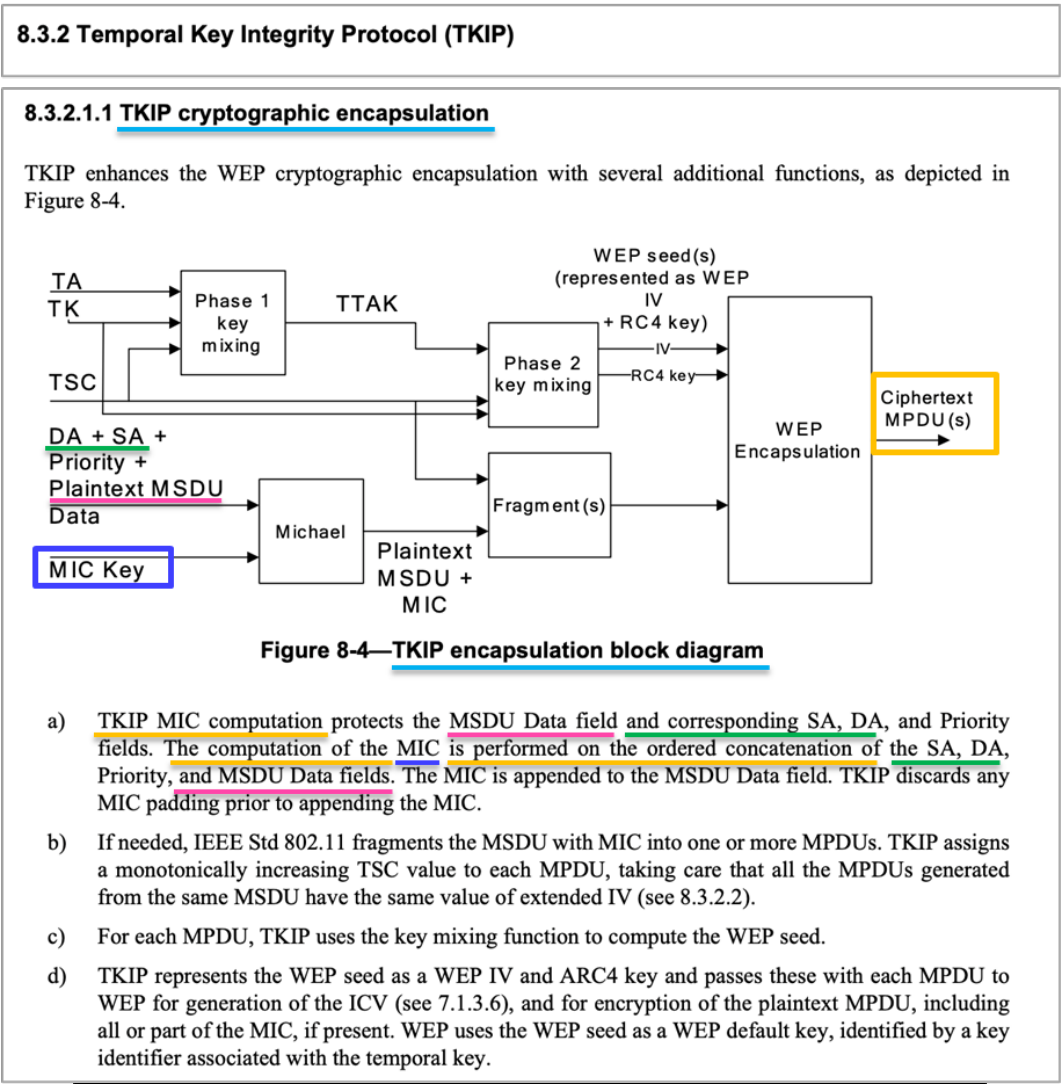 8.3.2 Temporal Key Integrity Protocol (TKIP)
8.3.2.1.1 TKIP cryptographic encapsulation
TKIP enhances the WEP cryptographic encapsulation with several additional functions, as depicted in
Figure 8-4.
TA
TK
TSC
DA + SA +
Priority +
Plaintext MSDU
Data
MIC Key
Phase 1
key
mixing
TTAK
Michael
Plaintext
MSDU +
MIC
Phase 2
key mixing
Fragment(s)
WEP seed(s)
(represented as WEP
IV
+ RC4 key)
IV
RC4 key
WEP
Encapsulation
Ciphertext
MPDU(s)
Figure 8-4—TKIP encapsulation block diagram
a) TKIP MIC computation protects the MSDU Data field and corresponding SA, DA, and Priority
fields. The computation of the MIC is performed on the ordered concatenation of the SA, DA,
Priority, and MSDU Data fields. The MIC is appended to the MSDU Data field. TKIP discards any
MIC padding prior to appending the MIC.
b) If needed, IEEE Std 802.11 fragments the MSDU with MIC into one or more MPDUs. TKIP assigns
a monotonically increasing TSC value to each MPDU, taking care that all the MPDUs generated
from the same MSDU have the same value of extended IV (see 8.3.2.2).
c) For each MPDU, TKIP uses the key mixing function to compute the WEP seed.
d) TKIP represents the WEP seed as a WEP IV and ARC4 key and passes these with each MPDU to
WEP for generation of the ICV (see 7.1.3.6), and for encryption of the plaintext MPDU, including
all or part of the MIC, if present. WEP uses the WEP seed as a WEP default key, identified by a key
identifier associated with the temporal key.